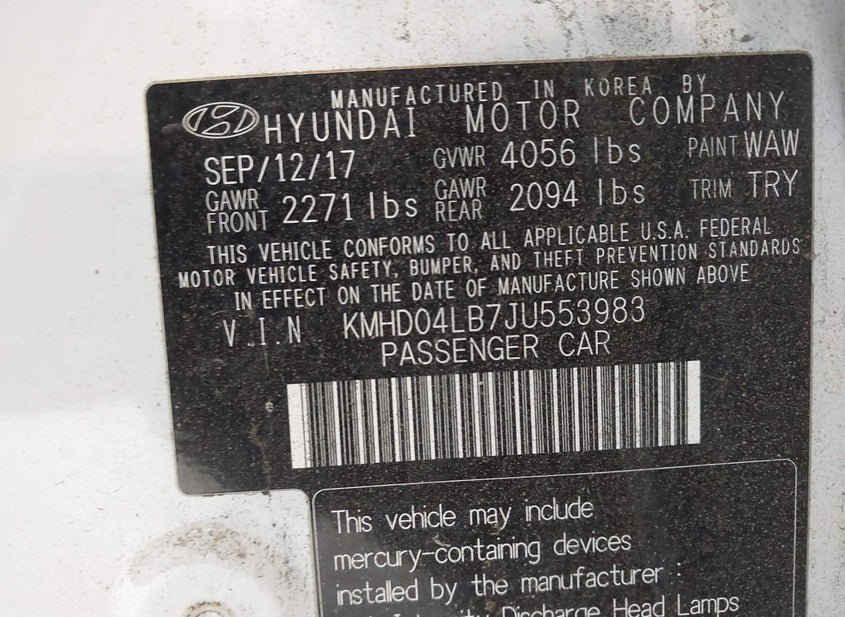 MANUFACTURED IN KOREA BY
HYUNDAI MOTOR COMPANY
SEP/12/17 GVWR 4056 lbs PAINT WAW
GAWR FRONT 2271 lbs GAWR REAR 2094 lbs TRIM TRY
THIS VEHICLE CONFORMS TO ALL APPLICABLE U.S.A. FEDERAL
MOTOR VEHICLE SAFETY, BUMPER, AND THEFT PREVENTION STANDARDS
IN EFFECT ON THE DATE OF MANUFACTURE SHOWN ABOVE
V.I.N KMHD04LB7JU553983
PASSENGER CAR
This vehicle may include
mercury-containing devices
installed by the manufacturer :
Intensity Discharge Head Lamps